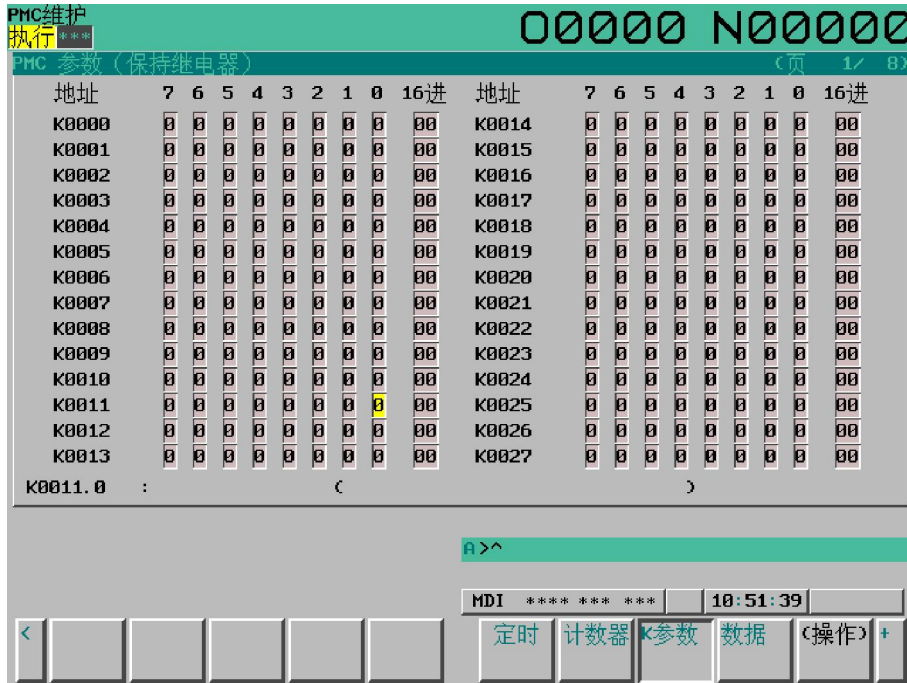 PMC维护
执行 *** O0000 N00000
PMC 参数（保持继电器） （页 1/ 8）
地址 7 6 5 4 3 2 1 0 16进 地址 7 6 5 4 3 2 1 0 16进
K0000 0 0 0 0 0 0 0 0 00 K0014 0 0 0 0 0 0 0 0 00
K0001 0 0 0 0 0 0 0 0 00 K0015 0 0 0 0 0 0 0 0 00
K0002 0 0 0 0 0 0 0 0 00 K0016 0 0 0 0 0 0 0 0 00
K0003 0 0 0 0 0 0 0 0 00 K0017 0 0 0 0 0 0 0 0 00
K0004 0 0 0 0 0 0 0 0 00 K0018 0 0 0 0 0 0 0 0 00
K0005 0 0 0 0 0 0 0 0 00 K0019 0 0 0 0 0 0 0 0 00
K0006 0 0 0 0 0 0 0 0 00 K0020 0 0 0 0 0 0 0 0 00
K0007 0 0 0 0 0 0 0 0 00 K0021 0 0 0 0 0 0 0 0 00
K0008 0 0 0 0 0 0 0 0 00 K0022 0 0 0 0 0 0 0 0 00
K0009 0 0 0 0 0 0 0 0 00 K0023 0 0 0 0 0 0 0 0 00
K0010 0 0 0 0 0 0 0 0 00 K0024 0 0 0 0 0 0 0 0 00
K0011 0 0 0 0 0 0 0 0 00 K0025 0 0 0 0 0 0 0 0 00
K0012 0 0 0 0 0 0 0 0 00 K0026 0 0 0 0 0 0 0 0 00
K0013 0 0 0 0 0 0 0 0 00 K0027 0 0 0 0 0 0 0 0 00
K0011.0 : ( )
A>^
MDI **** *** *** 10:51:39
< 定时 计数器 K参数 数据 (操作) +